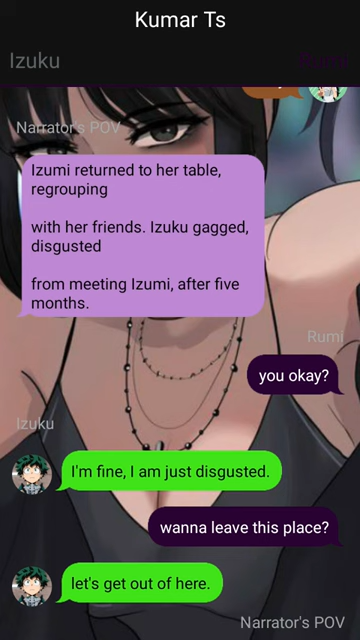 Kumar Ts
Izuku
Narrator's POV
Izumi returned to her table,
regrouping
with her friends. Izuku gagged,
disgusted
from meeting Izumi, after five
months.
Rumi
you okay?
Izuku
I'm fine, I am just disgusted.
wanna leave this place?
let's get out of here.
Narrator's POV